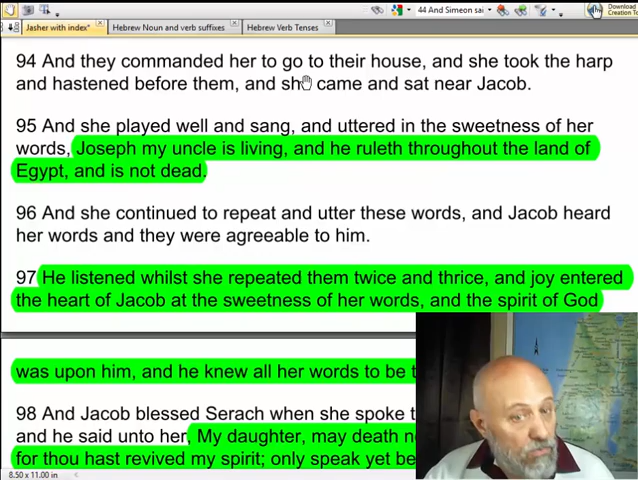 44 And Simeon sai
Download
Creation To
Jasher with index*
Hebrew Noun and verb suffixes
Hebrew Verb Tenses
94 And they commanded her to go to their house, and she took the harp
and hastened before them, and sh came and sat near Jacob.
95 And she played well and sang, and uttered in the sweetness of her
words, Joseph my uncle is living, and he ruleth throughout the land of
Egypt, and is not dead.
96 And she continued to repeat and utter these words, and Jacob heard
her words and they were agreeable to him.
97 He listened whilst she repeated them twice and thrice, and joy entered
the heart of Jacob at the sweetness of her words, and the spirit of God
was upon him, and he knew all her words to be t
98 And Jacob blessed Serach when she spoke t
and he said unto her, My daughter, may death n
for thou hast revived my spirit; only speak yet be
8.50 x 11.00 in